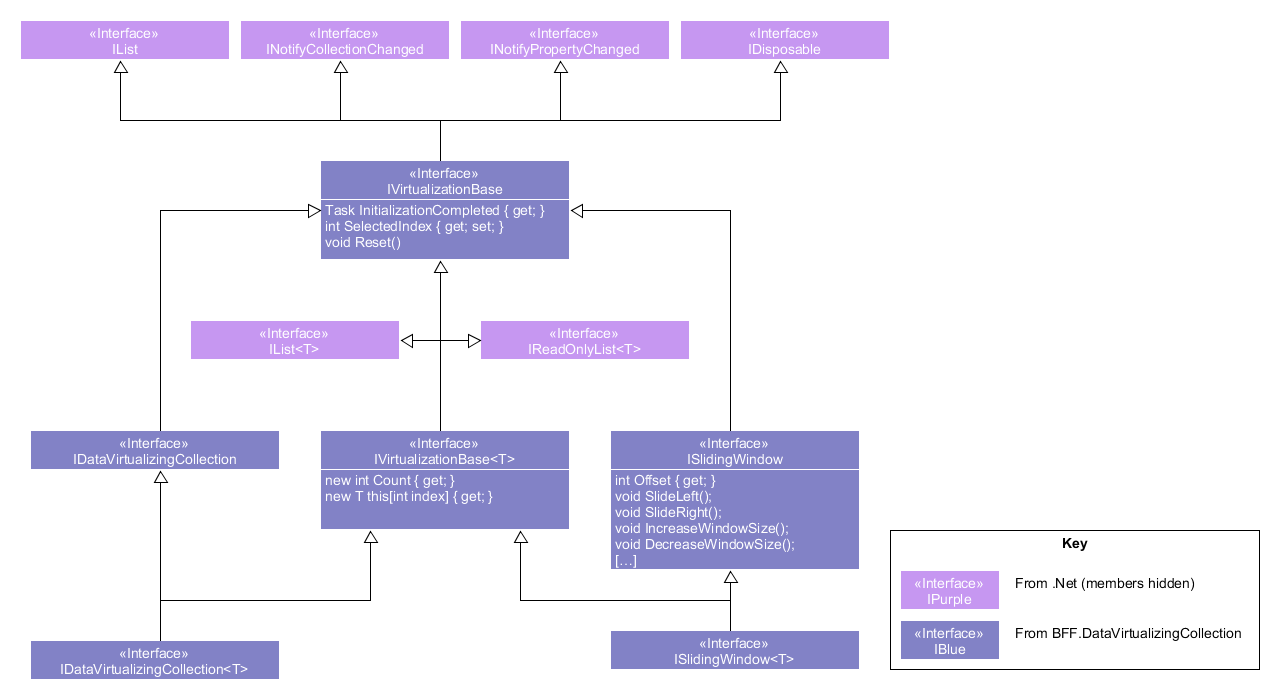 «Interface»
IList
«Interface»
INotifyCollectionChanged
«Interface»
INotifyPropertyChanged
«Interface»
IDisposable
«Interface»
IVirtualizationBase
Task InitializationCompleted { get; }
int SelectedIndex { get; set; }
void Reset()
«Interface»
IList<T>
«Interface»
IReadOnlyList<T>
«Interface»
IDataVirtualizingCollection
«Interface»
IVirtualizationBase<T>
new int Count { get; }
new T this[int index] { get; }
«Interface»
ISlidingWindow
int Offset { get; }
void SlideLeft();
void SlideRight();
void IncreaseWindowSize();
void DecreaseWindowSize();
[...]
«Interface»
IDataVirtualizingCollection<T>
«Interface»
ISlidingWindow<T>
Key
«Interface»
IPurple
From .Net (members hidden)
«Interface»
IBlue
From BFF.DataVirtualizingCollection